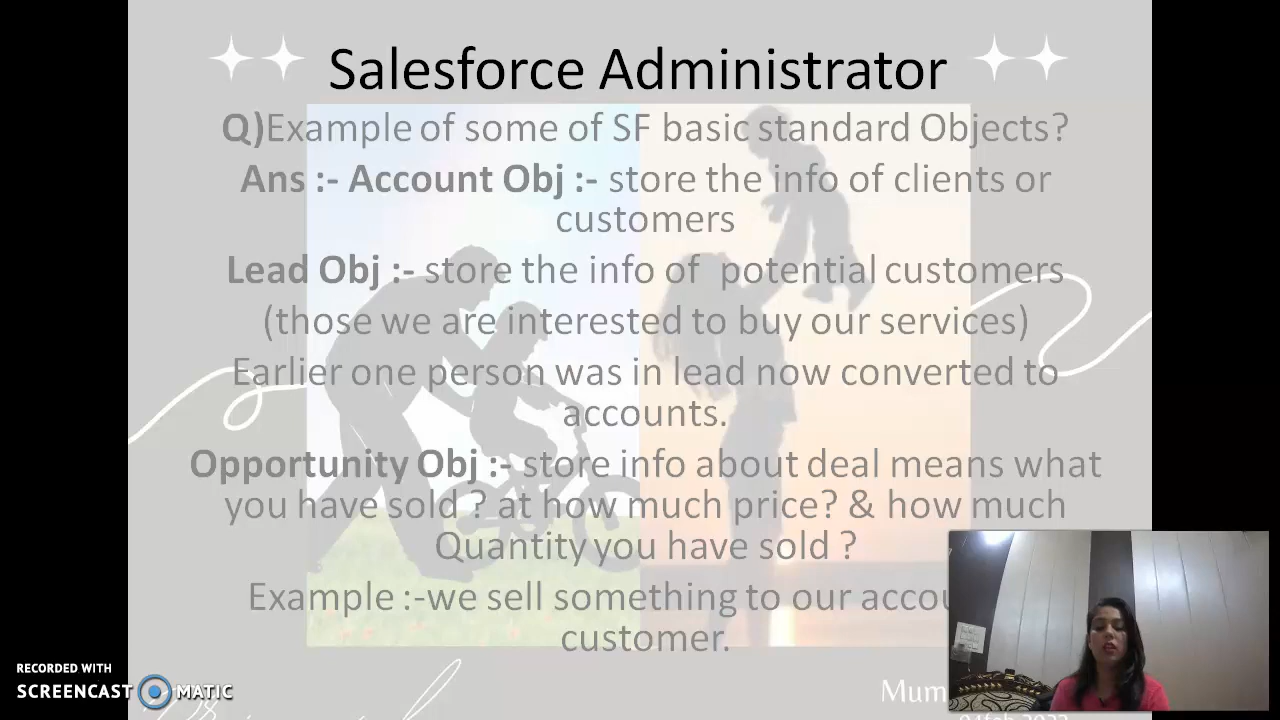 Salesforce Administrator
Q)Example of some of SF basic standard Objects?
Ans :- Account Obj :- store the info of clients or
customers
Lead Obj :- store the info of potential customers
(those we are interested to buy our services)
Earlier one person was in lead now converted to
accounts.
Opportunity Obj :- store info about deal means what
you have sold ? at how much price? & how much
Quantity you have sold ?
Example :-we sell something to our accou
customer.
RECORDED WITH
SCREENCAST MATIC
Mum